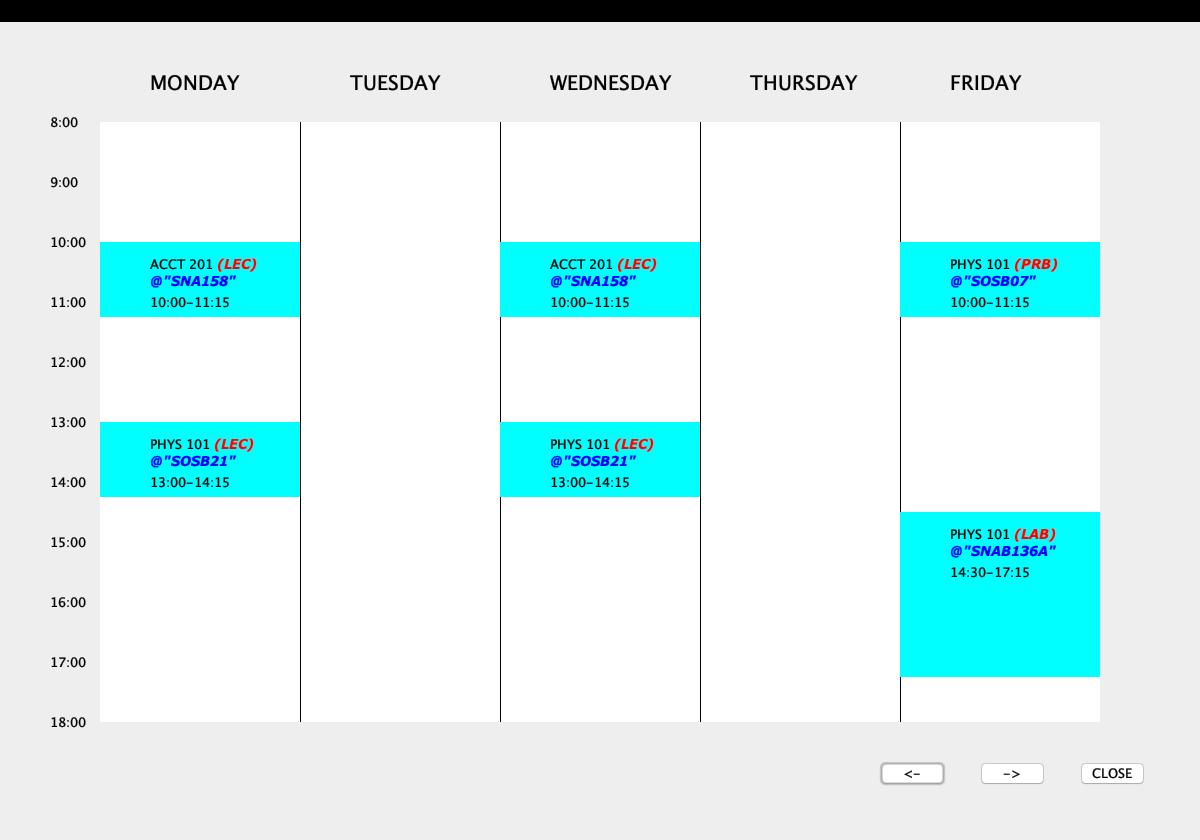 MONDAY TUESDAY WEDNESDAY THURSDAY FRIDAY
8:00
9:00
10:00
ACCT 201 (LEC) ACCT 201 (LEC) PHYS 101 (PRB)
@"SNA158" @"SNA158" @"SOSB07"
11:00 10:00-11:15 10:00-11:15 10:00-11:15
12:00
13:00
PHYS 101 (LEC) PHYS 101 (LEC)
@"SOSB21" @"SOSB21"
14:00 13:00-14:15 13:00-14:15
PHYS 101 (LAB)
15:00 @"SNAB136A"
14:30-17:15
16:00
17:00
18:00
<- -> CLOSE